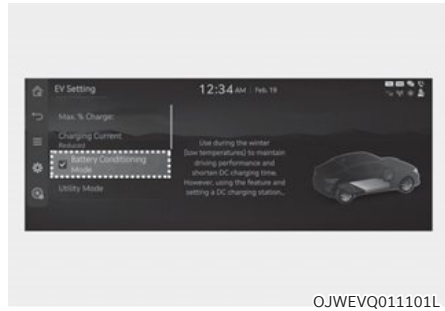 EV Setting
12:34 AM | Feb. 19
Max. % Charge:
Charging Current
Reduced
Battery Conditioning
Mode
Utility Mode
Use during the winter
(low temperatures) to maintain
driving performance and
shorten DC charging time.
However, using the feature and
setting a DC charging station..
OJWEVQ011101L